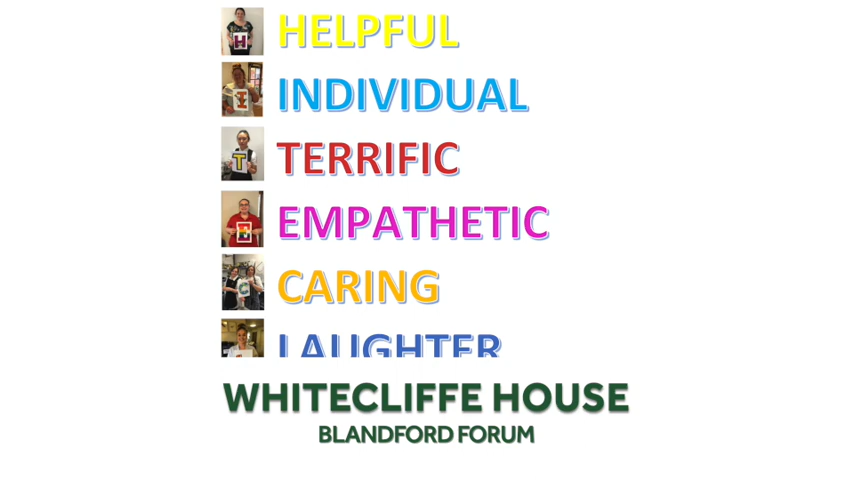 H HELPFUL
I INDIVIDUAL
T TERRIFIC
E EMPATHETIC
C CARING
LAUGHTER
WHITECLIFFE HOUSE
BLANDFORD FORUM